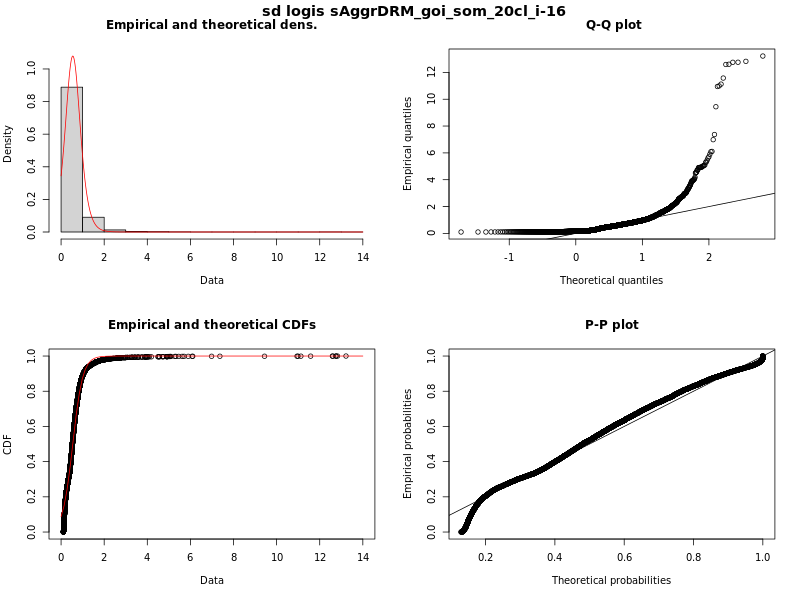 sd logis sAggrDRM_goi_som_20cl_i-16
Empirical and theoretical dens.
Density
0.0 0.2 0.4 0.6 0.8 1.0
0 2 4 6 8 10 12 14
Data
Q-Q plot
Empirical quantiles
0 2 4 6 8 10 12
-1 0 1 2
Theoretical quantiles
Empirical and theoretical CDFs
CDF
0.0 0.2 0.4 0.6 0.8 1.0
0 2 4 6 8 10 12 14
Data
P-P plot
Empirical probabilities
0.0 0.2 0.4 0.6 0.8 1.0
0.2 0.4 0.6 0.8 1.0
Theoretical probabilities